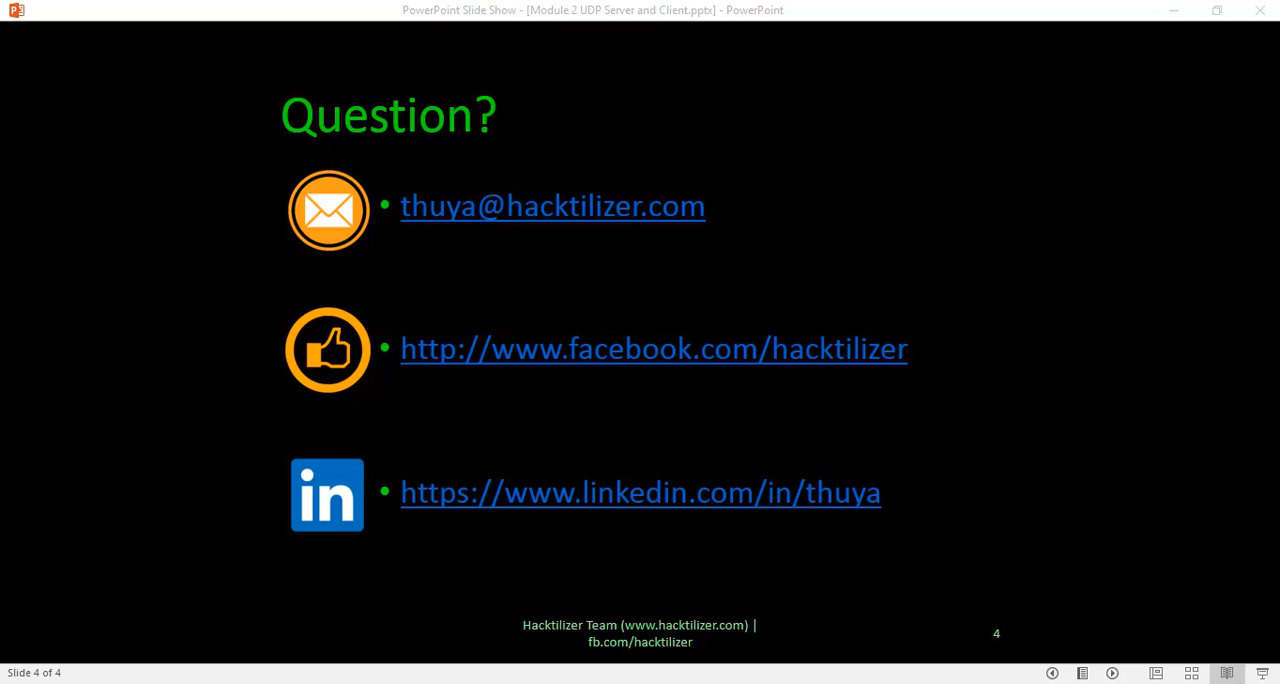 PowerPoint Slide Show - [Module 2 UDP Server and Client.pptx] - PowerPoint
Question?
• thuya@hacktilizer.com
• http://www.facebook.com/hacktilizer
in
• https://www.linkedin.com/in/thuya
Hacktilizer Team (www.hacktilizer.com) |
fb.com/hacktilizer
4
Slide 4 of 4